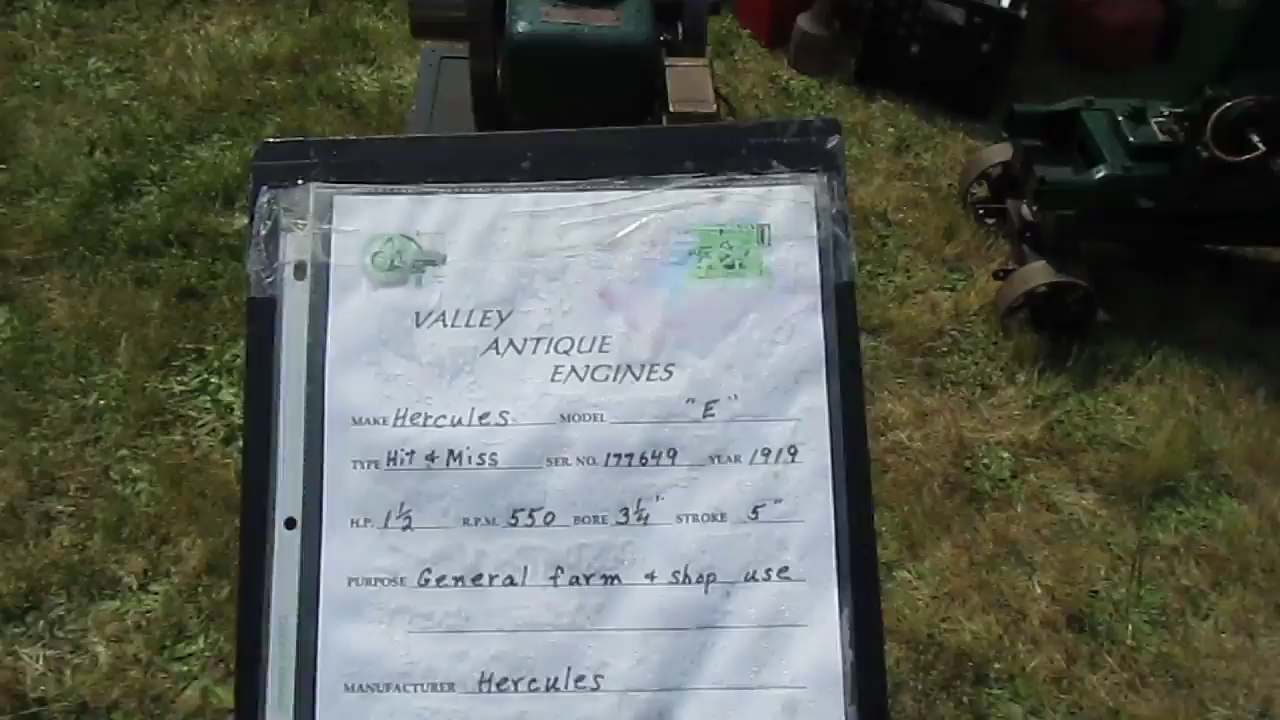 VALLEY
ANTIQUE
ENGINES
MAKE Hercules MODEL "E"
TYPE Hit & Miss SER. NO. 177649 YEAR 1919
H.P. 1½ R.P.M. 550 BORE 3¼" STROKE 5"
PURPOSE General farm & shop use
MANUFACTURER Hercules